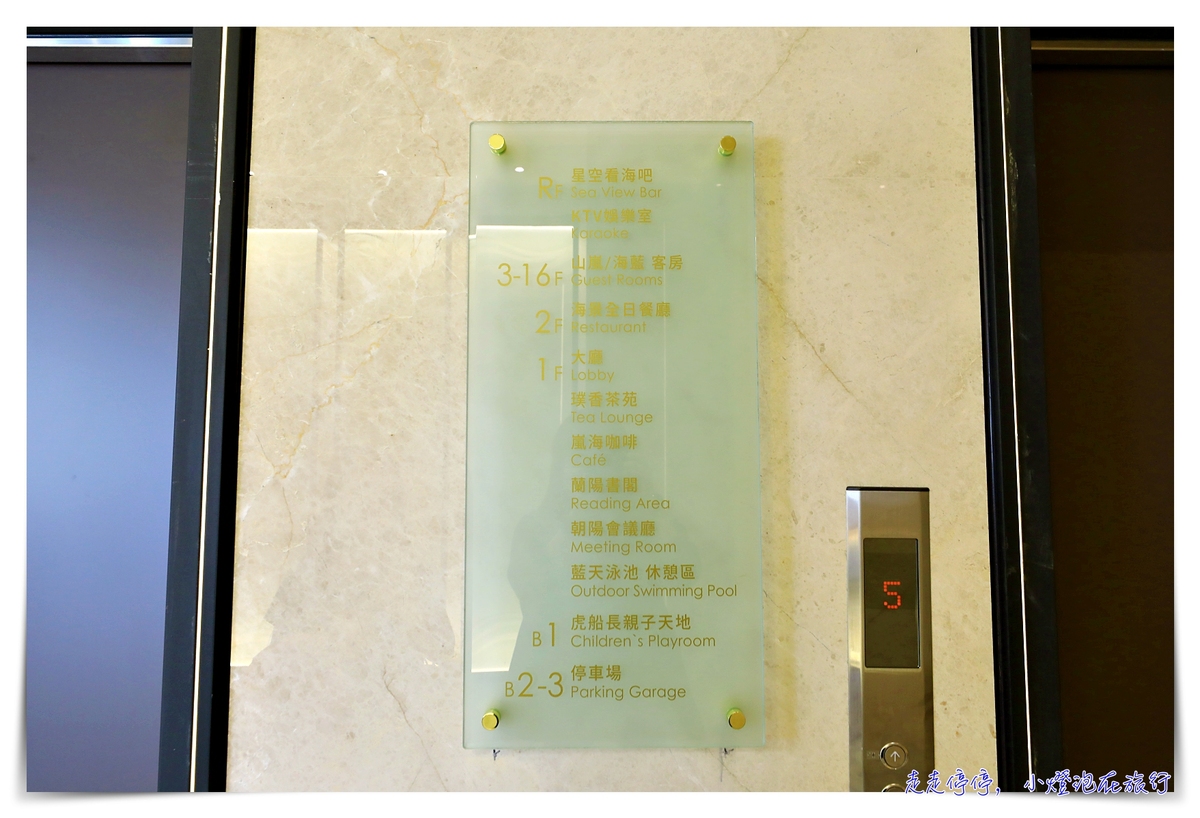 RF 星空看海吧
Sea View Bar
KTV娛樂室
Karaoke
3-16F 山嵐/海藍 客房
Guest Rooms
2F 海景全日餐廳
Restaurant
1F 大廳
Lobby
璞香茶苑
Tea Lounge
嵐海咖啡
Café
蘭陽書閣
Reading Area
朝陽會議廳
Meeting Room
藍天泳池 休憩區
Outdoor Swimming Pool
B1 虎船長親子天地
Children`s Playroom
B2-3 停車場
Parking Garage
5
走走停停, 小燈泡在旅行